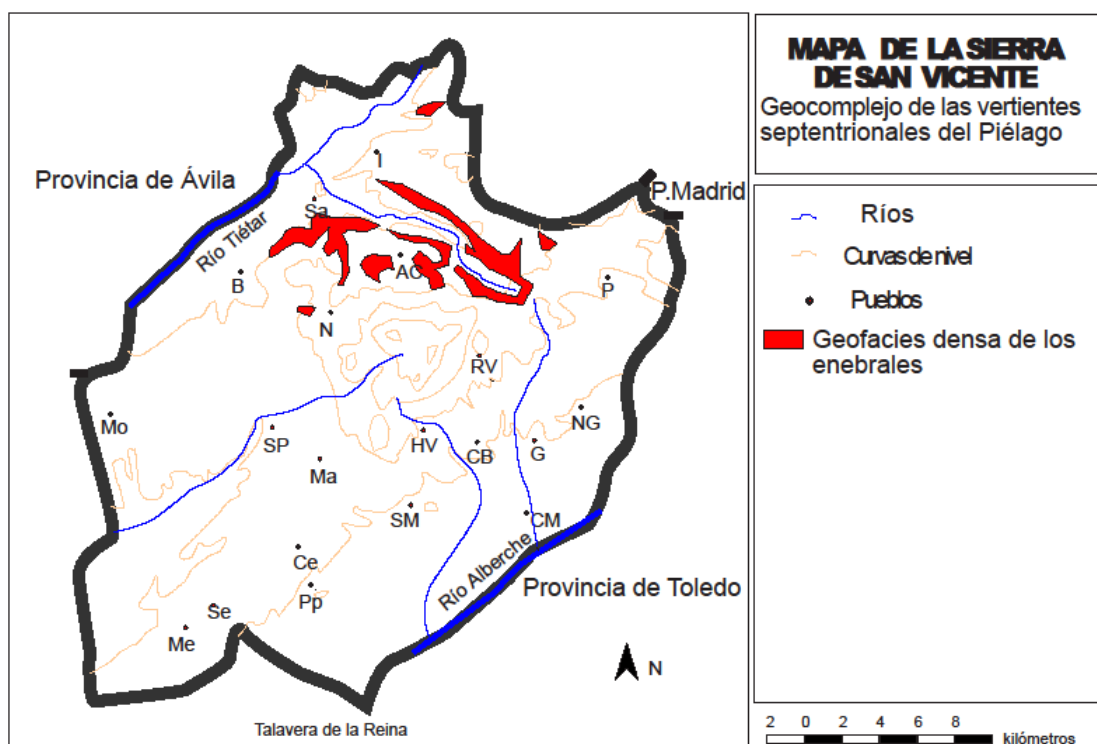 MAPA DE LA SIERRA
DE SAN VICENTE
Geocomplejo de las vertientes
septentrionales del Piélago
Provincia de Ávila
P.Madrid
Río Tiétar
I
Sa
AC
B
P
N
RV
Mo
NG
SP
HV
CB
G
Ma
SM
CM
Ce
Río Alberche
Provincia de Toledo
Pp
Se
Me
N
Talavera de la Reina
Ríos
Curvas de nivel
Pueblos
Geofacies densa de los
enebrales
2 0 2 4 6 8
kilómetros